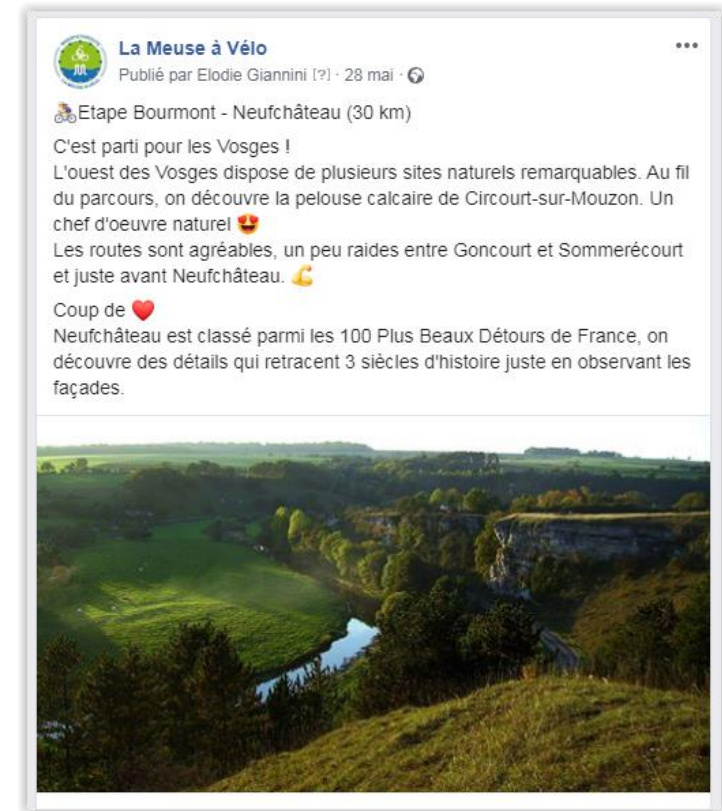 La Meuse à Vélo
Publié par Elodie Giannini [?] · 28 mai ·
🚴Etape Bourmont - Neufchâteau (30 km)
C'est parti pour les Vosges !
L'ouest des Vosges dispose de plusieurs sites naturels remarquables. Au fil
du parcours, on découvre la pelouse calcaire de Circourt-sur-Mouzon. Un
chef d'oeuvre naturel 😍
Les routes sont agréables, un peu raides entre Goncourt et Sommerécourt
et juste avant Neufchâteau. 💪
Coup de ❤️
Neufchâteau est classé parmi les 100 Plus Beaux Détours de France, on
découvre des détails qui retracent 3 siècles d'histoire juste en observant les
façades.